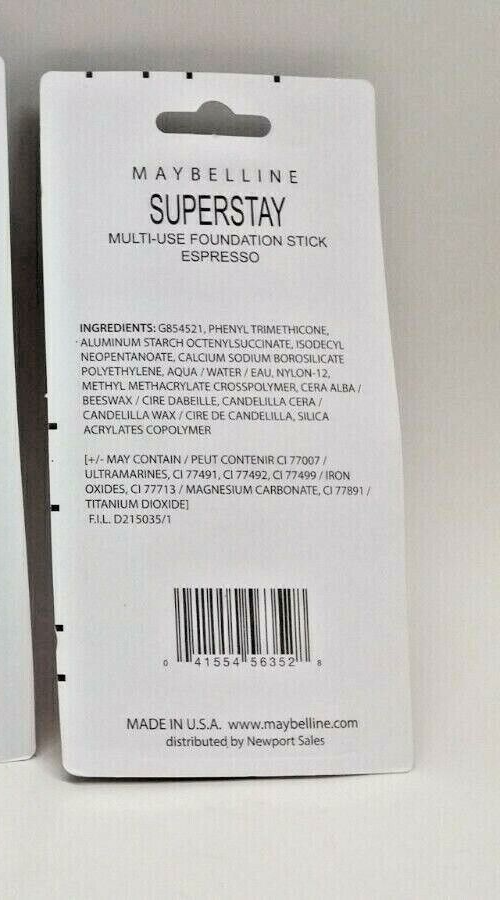 MAYBELLINE
SUPERSTAY
MULTI-USE FOUNDATION STICK
ESPRESSO
INGREDIENTS: G854521, PHENYL TRIMETHICONE,
· ALUMINUM STARCH OCTENYLSUCCINATE, ISODECYL
NEOPENTANOATE, CALCIUM SODIUM BOROSILICATE
POLYETHYLENE, AQUA / WATER / EAU, NYLON-12,
METHYL METHACRYLATE CROSSPOLYMER, CERA ALBA /
BEESWAX / CIRE DABEILLE, CANDELILLA CERA /
CANDELILLA WAX / CIRE DE CANDELILLA, SILICA
ACRYLATES COPOLYMER
[+/- MAY CONTAIN / PEUT CONTENIR CI 77007 /
ULTRAMARINES, CI 77491, CI 77492, CI 77499 / IRON
OXIDES, CI 77713 / MAGNESIUM CARBONATE, CI 77891 /
TITANIUM DIOXIDE]
F.I.L. D215035/1
0 41554 56352 8
MADE IN U.S.A. www.maybelline.com
distributed by Newport Sales